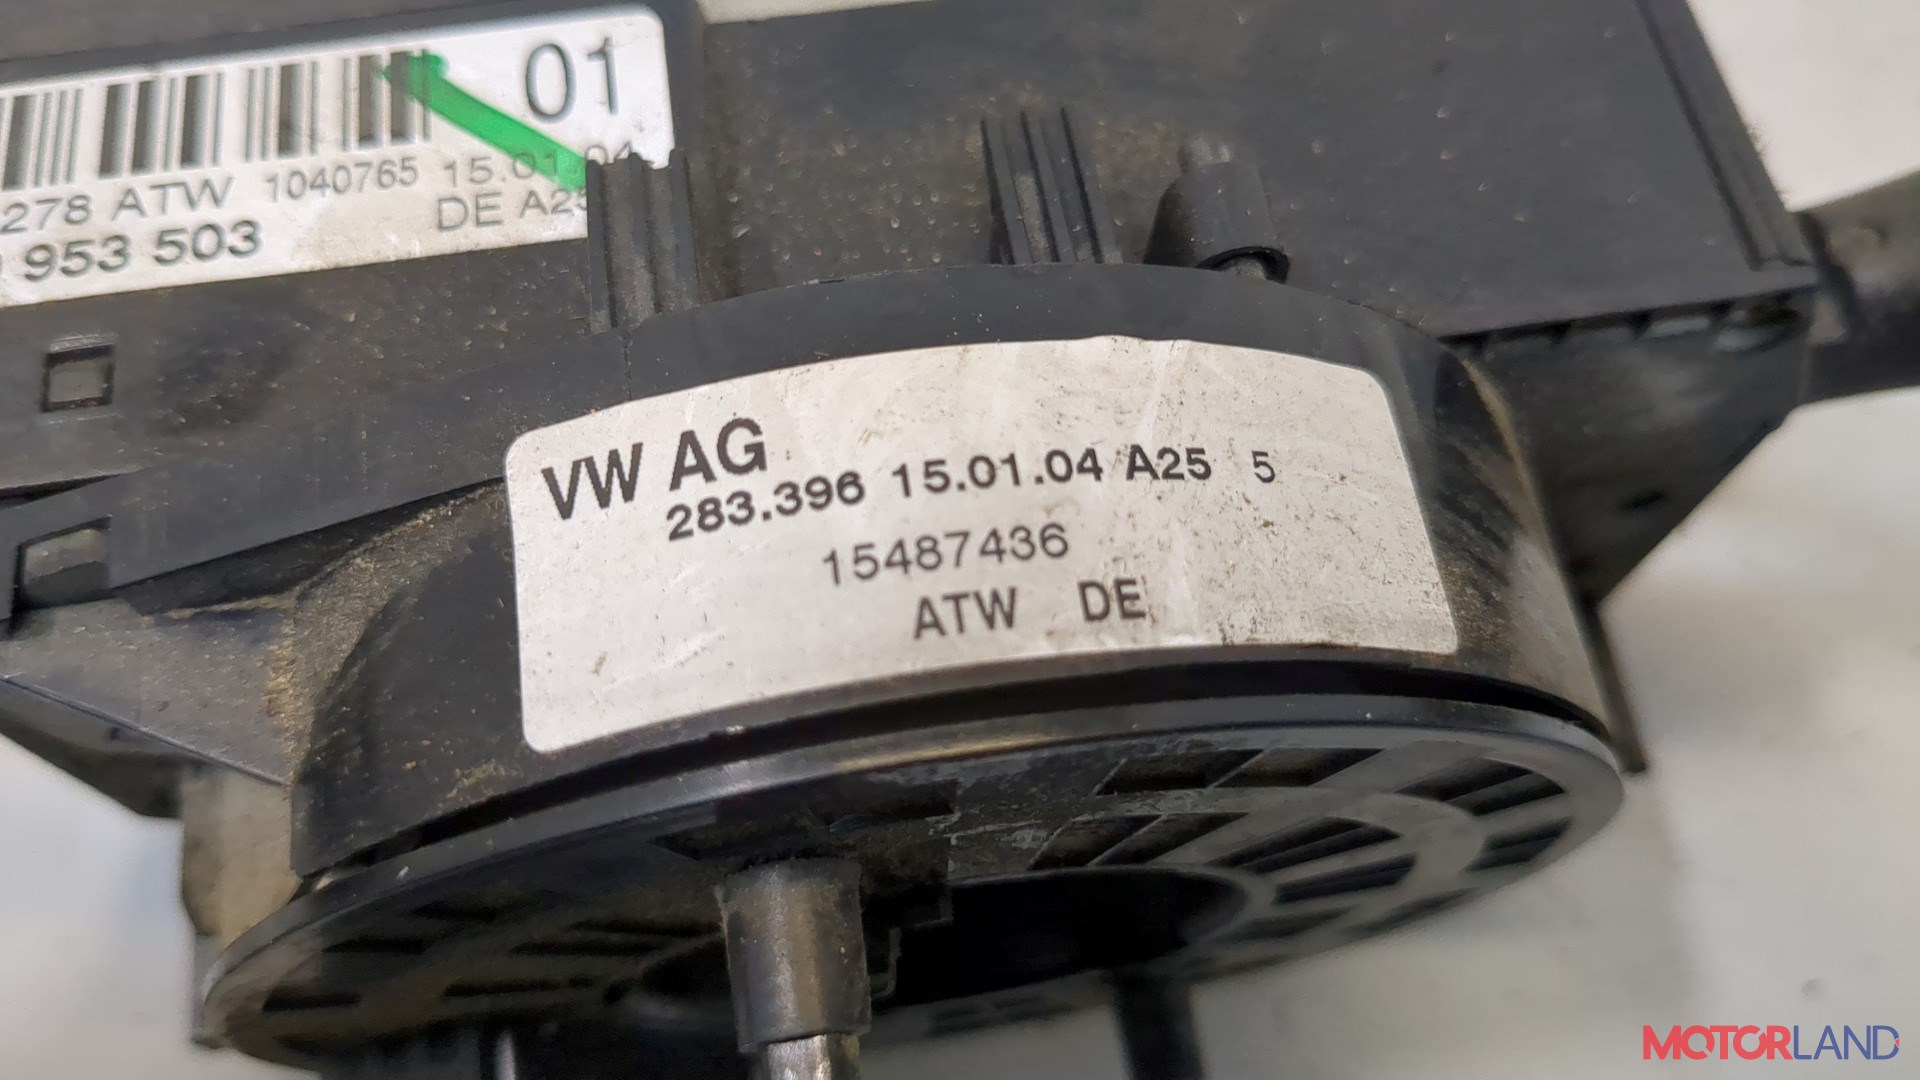 01
278 ATW 1040765 15.01.04
DE A25
953 503
VW AG
283.396 15.01.04 A25 5
15487436
ATW DE
MOTORLAND